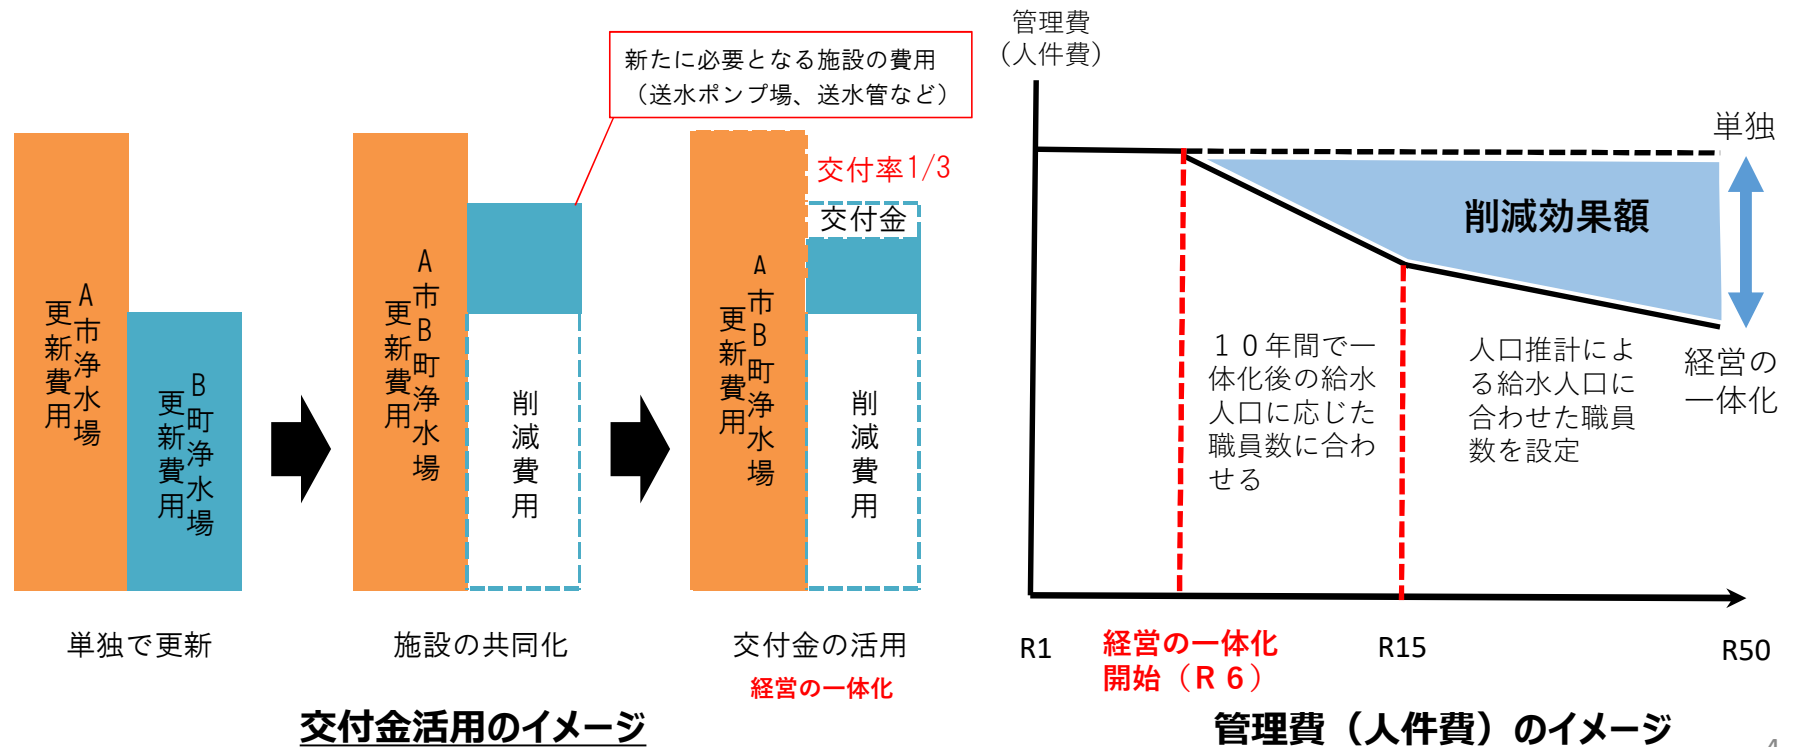 新たに必要となる施設の費用
（送水ポンプ場、送水管など）
A市浄水場
更新費用
B町浄水場
更新費用
A市B町浄水場
更新費用
削減費用
A市B町浄水場
更新費用
交付率1/3
交付金
削減費用
単独で更新
施設の共同化
交付金の活用
経営の一体化
交付金活用のイメージ
管理費
（人件費）
単独
削減効果額
１０年間で一
体化後の給水
人口に応じた
職員数に合わ
せる
人口推計によ
る給水人口に
合わせた職員
数を設定
経営の
一体化
R1
経営の一体化
開始（Ｒ６）
R15
R50
管理費（人件費）のイメージ